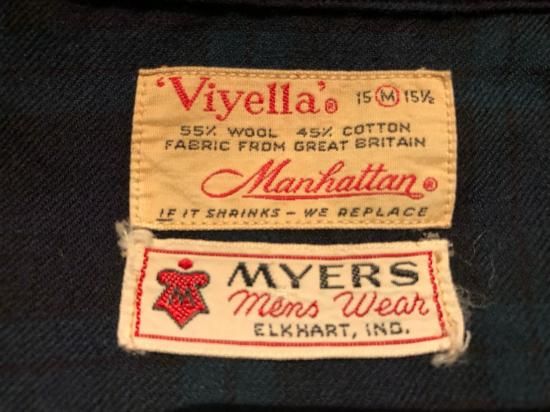 'Viyella'® 15 M 15½
55% WOOL 45% COTTON
FABRIC FROM GREAT BRITAIN
Manhattan®
IF IT SHRINKS - WE REPLACE
M MYERS
Mens Wear
ELKHART, IND.